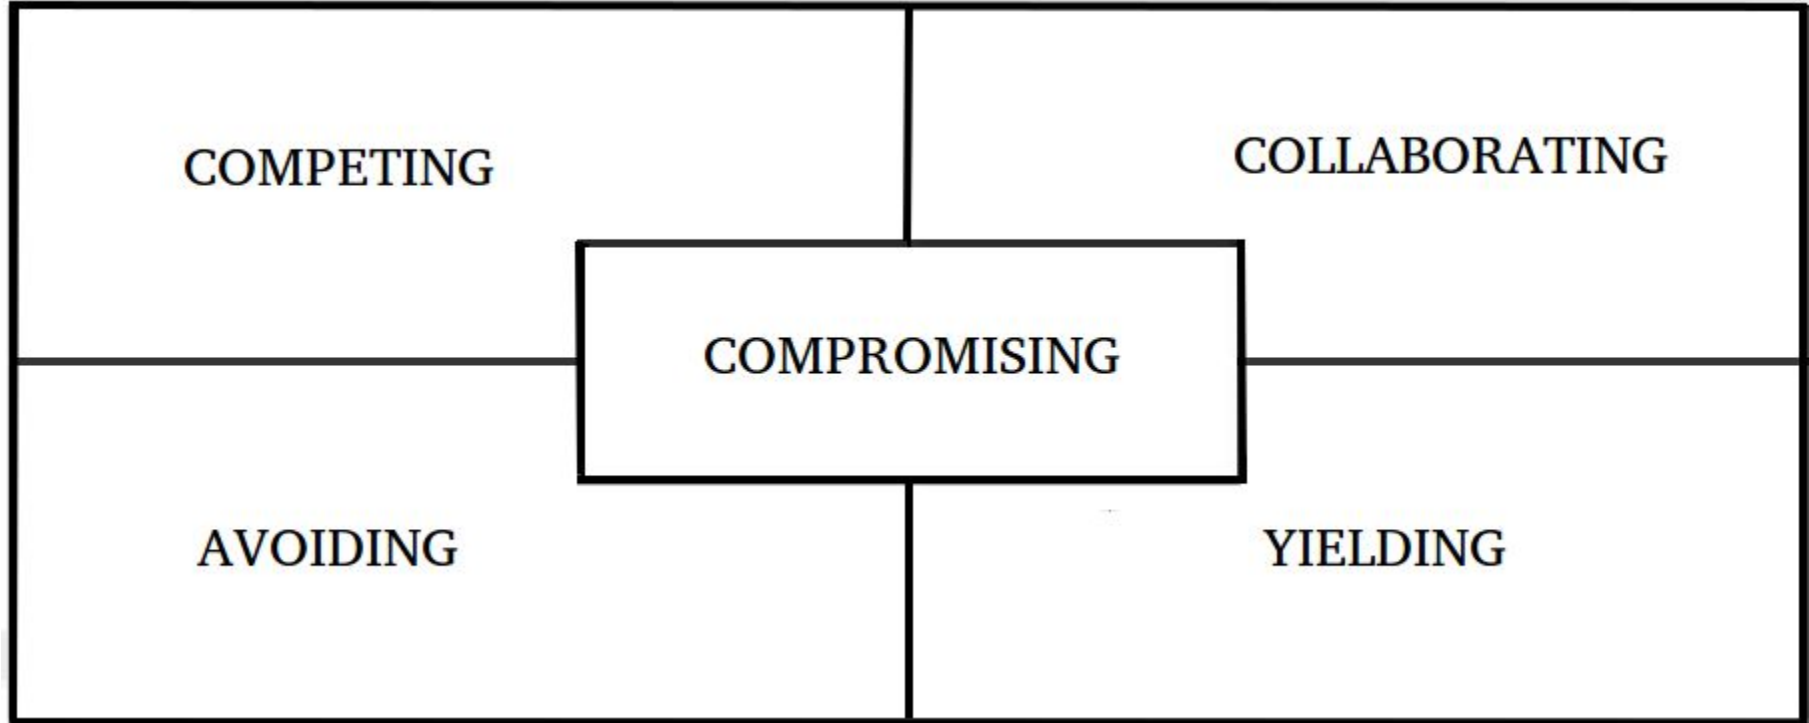 COMPETING
COLLABORATING
COMPROMISING
AVOIDING
YIELDING